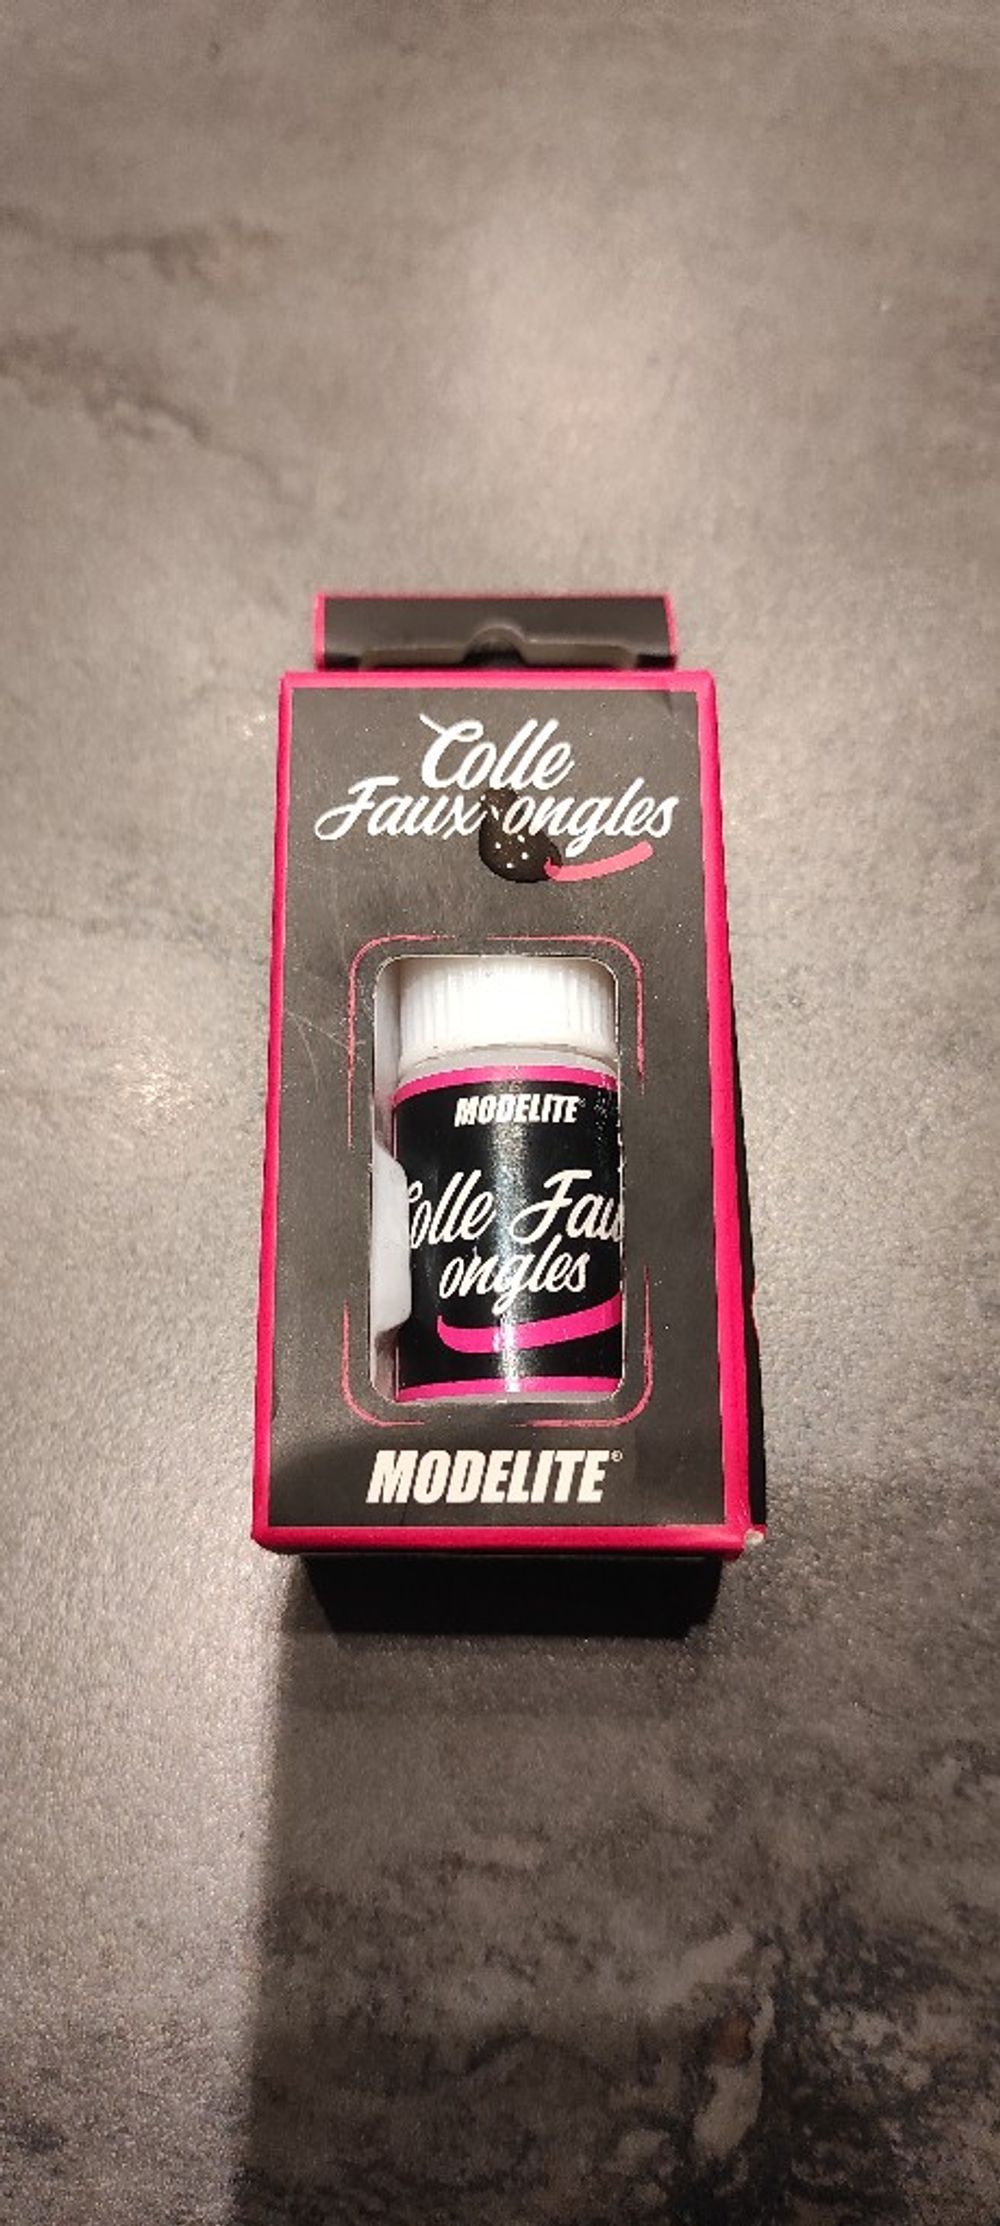 Colle
Faux ongles
MODELITE
olle Fau
ongles
MODELITE®